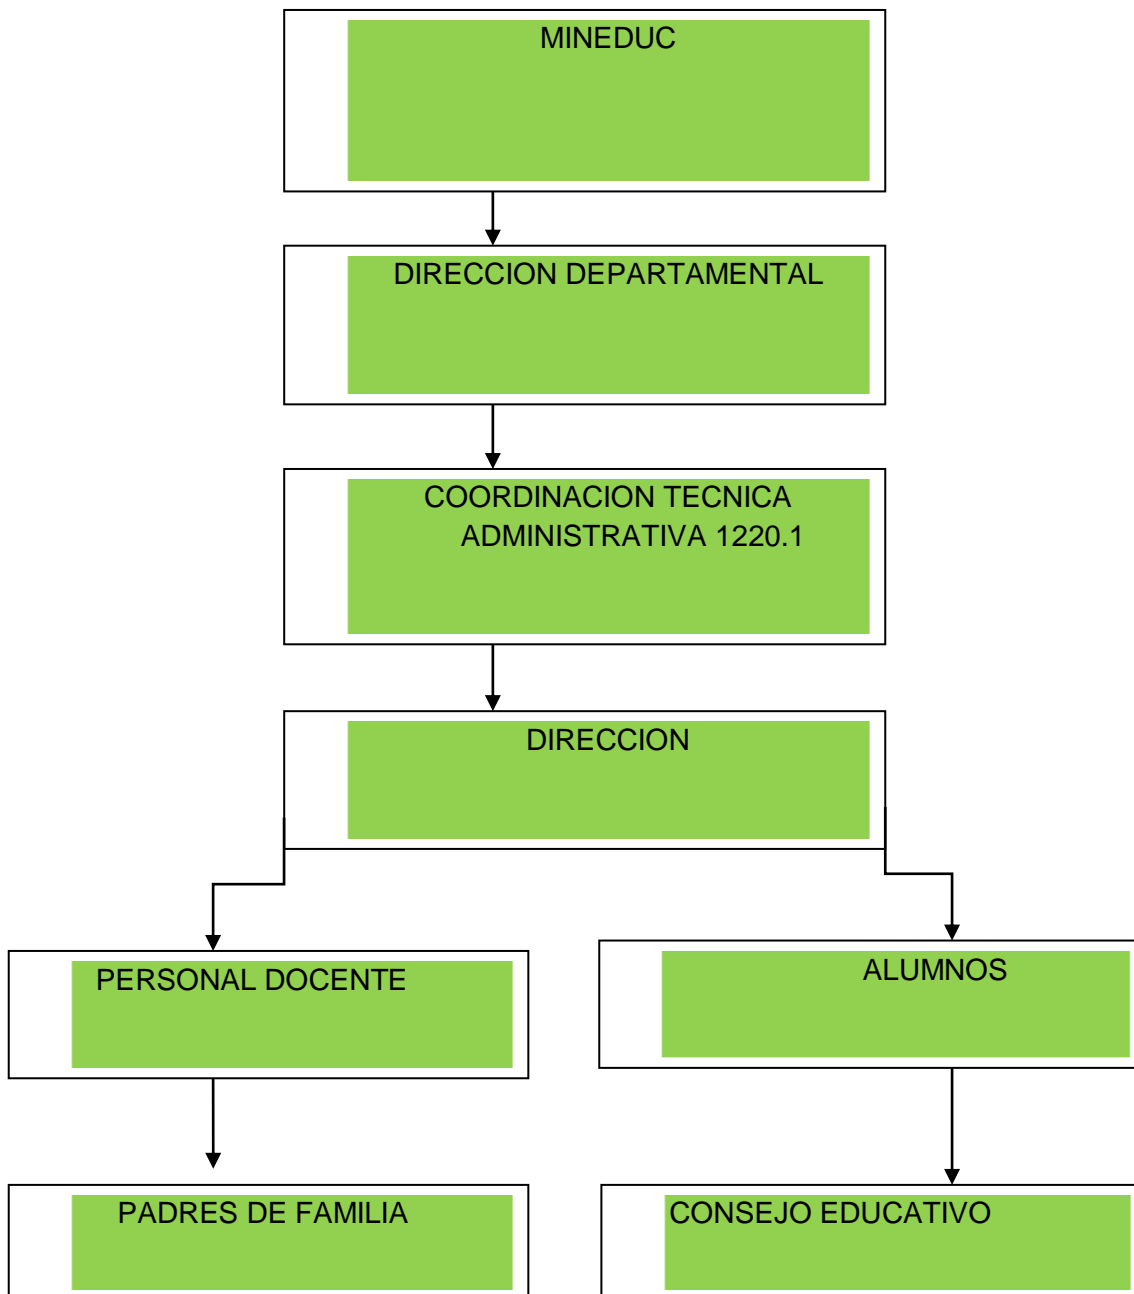 MINEDUC
DIRECCION DEPARTAMENTAL
COORDINACION TECNICA
ADMINISTRATIVA 1220.1
DIRECCION
PERSONAL DOCENTE
ALUMNOS
PADRES DE FAMILIA
CONSEJO EDUCATIVO